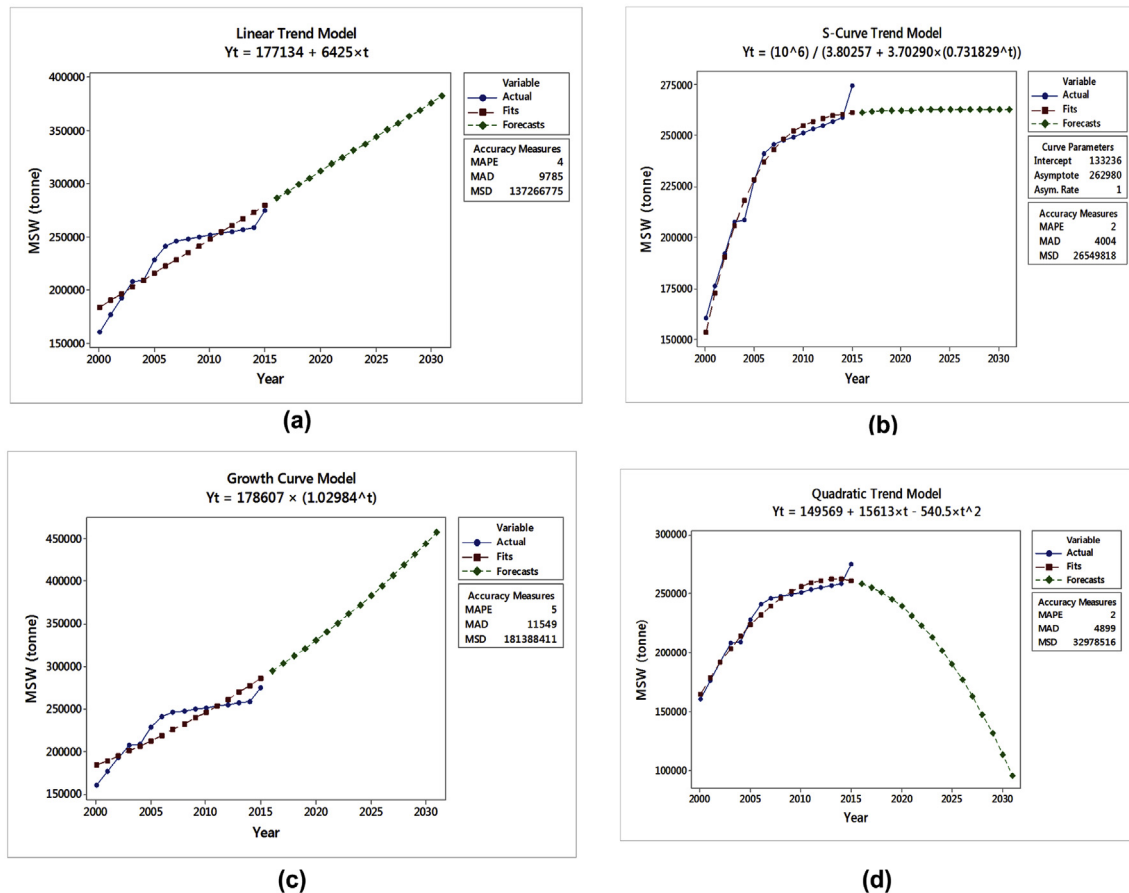 Linear Trend Model
Yt = 177134 + 6425×t
400000
350000
300000
250000
200000
150000
MSW (tonne)
2000 2005 2010 2015 2020 2025 2030
Year
Variable
Actual
Fits
Forecasts
Accuracy Measures
MAPE 4
MAD 9785
MSD 137266775
(a)
S-Curve Trend Model
Yt = (10^6) / (3.80257 + 3.70290×(0.731829^t))
275000
250000
225000
200000
175000
150000
MSW (tonne)
2000 2005 2010 2015 2020 2025 2030
Year
Variable
Actual
Fits
Forecasts
Curve Parameters
Intercept 133236
Asymptote 262980
Asym. Rate 1
Accuracy Measures
MAPE 2
MAD 4004
MSD 26549818
(b)
Growth Curve Model
Yt = 178607 × (1.02984^t)
450000
400000
350000
300000
250000
200000
150000
MSW (tonne)
2000 2005 2010 2015 2020 2025 2030
Year
Variable
Actual
Fits
Forecasts
Accuracy Measures
MAPE 5
MAD 11549
MSD 181388411
(c)
Quadratic Trend Model
Yt = 149569 + 15613×t - 540.5×t^2
300000
250000
200000
150000
100000
MSW (tonne)
2000 2005 2010 2015 2020 2025 2030
Year
Variable
Actual
Fits
Forecasts
Accuracy Measures
MAPE 2
MAD 4899
MSD 32978516
(d)